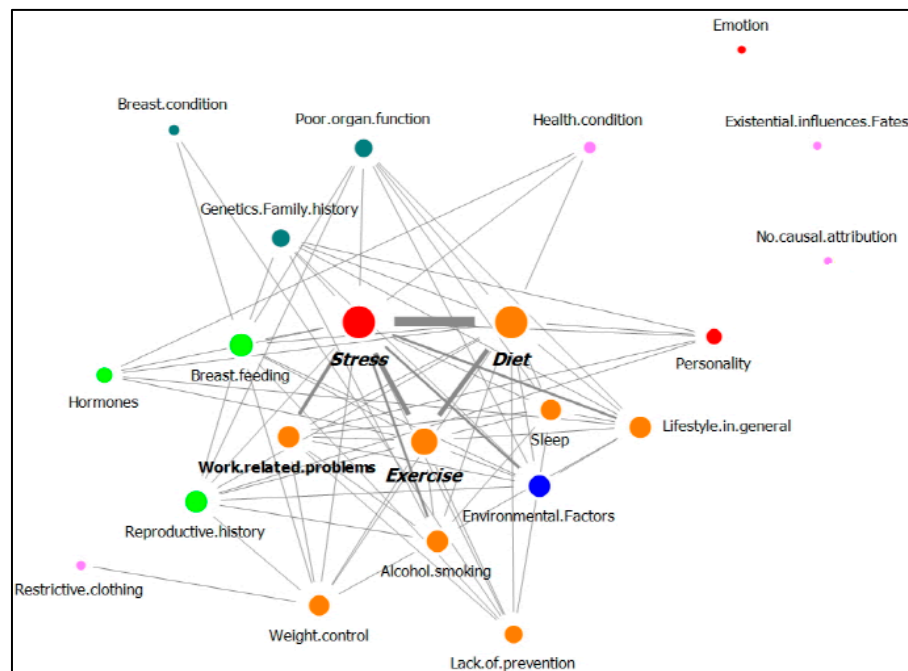 Emotion
Breast.condition
Poor.organ.function
Health.condition
Existential.influences.Fates
Genetics.Family.history
No.causal.attribution
Stress
Diet
Personality
Breast.feeding
Hormones
Sleep
Lifestyle.in.general
Work.related.problems
Exercise
Environmental.Factors
Reproductive.history
Alcohol.smoking
Restrictive.clothing
Weight.control
Lack.of.prevention